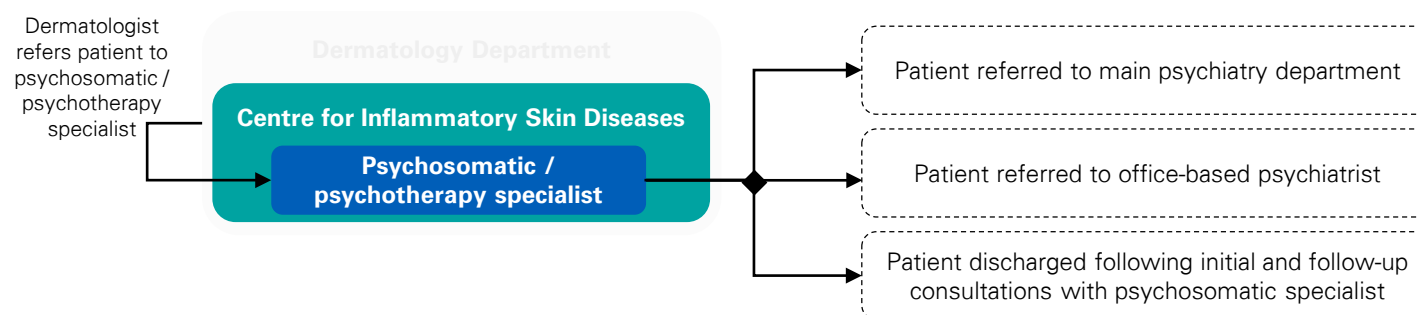 Dermatologist
refers patient to
psychosomatic /
psychotherapy
specialist
Dermatology Department
Centre for Inflammatory Skin Diseases
Psychosomatic /
psychotherapy specialist
Patient referred to main psychiatry department
Patient referred to office-based psychiatrist
Patient discharged following initial and follow-up
consultations with psychosomatic specialist